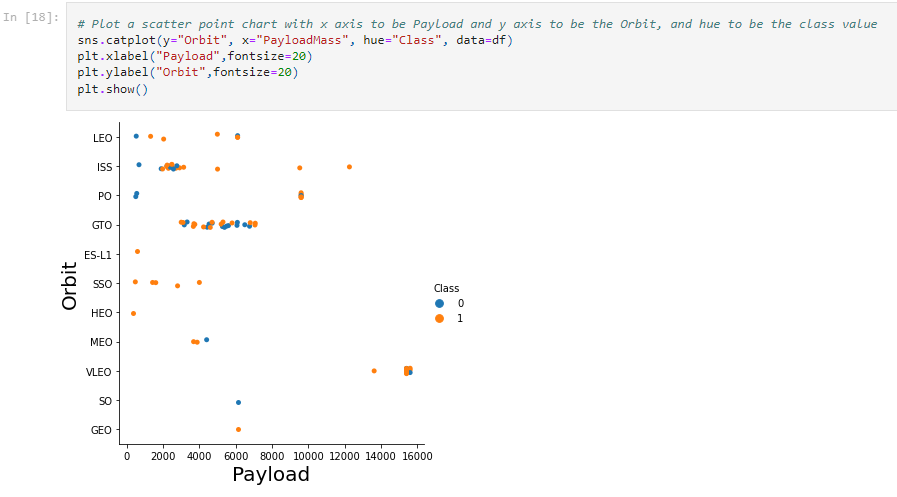 In [18]:
# Plot a scatter point chart with x axis to be Payload and y axis to be the Orbit, and hue to be the class value
sns.catplot(y="Orbit", x="PayloadMass", hue="Class", data=df)
plt.xlabel("Payload",fontsize=20)
plt.ylabel("Orbit",fontsize=20)
plt.show()
LEO
ISS
PO
GTO
ES-L1
SSO
HEO
MEO
VLEO
SO
GEO
Orbit
Class
0
1
0 2000 4000 6000 8000 10000 12000 14000 16000
Payload